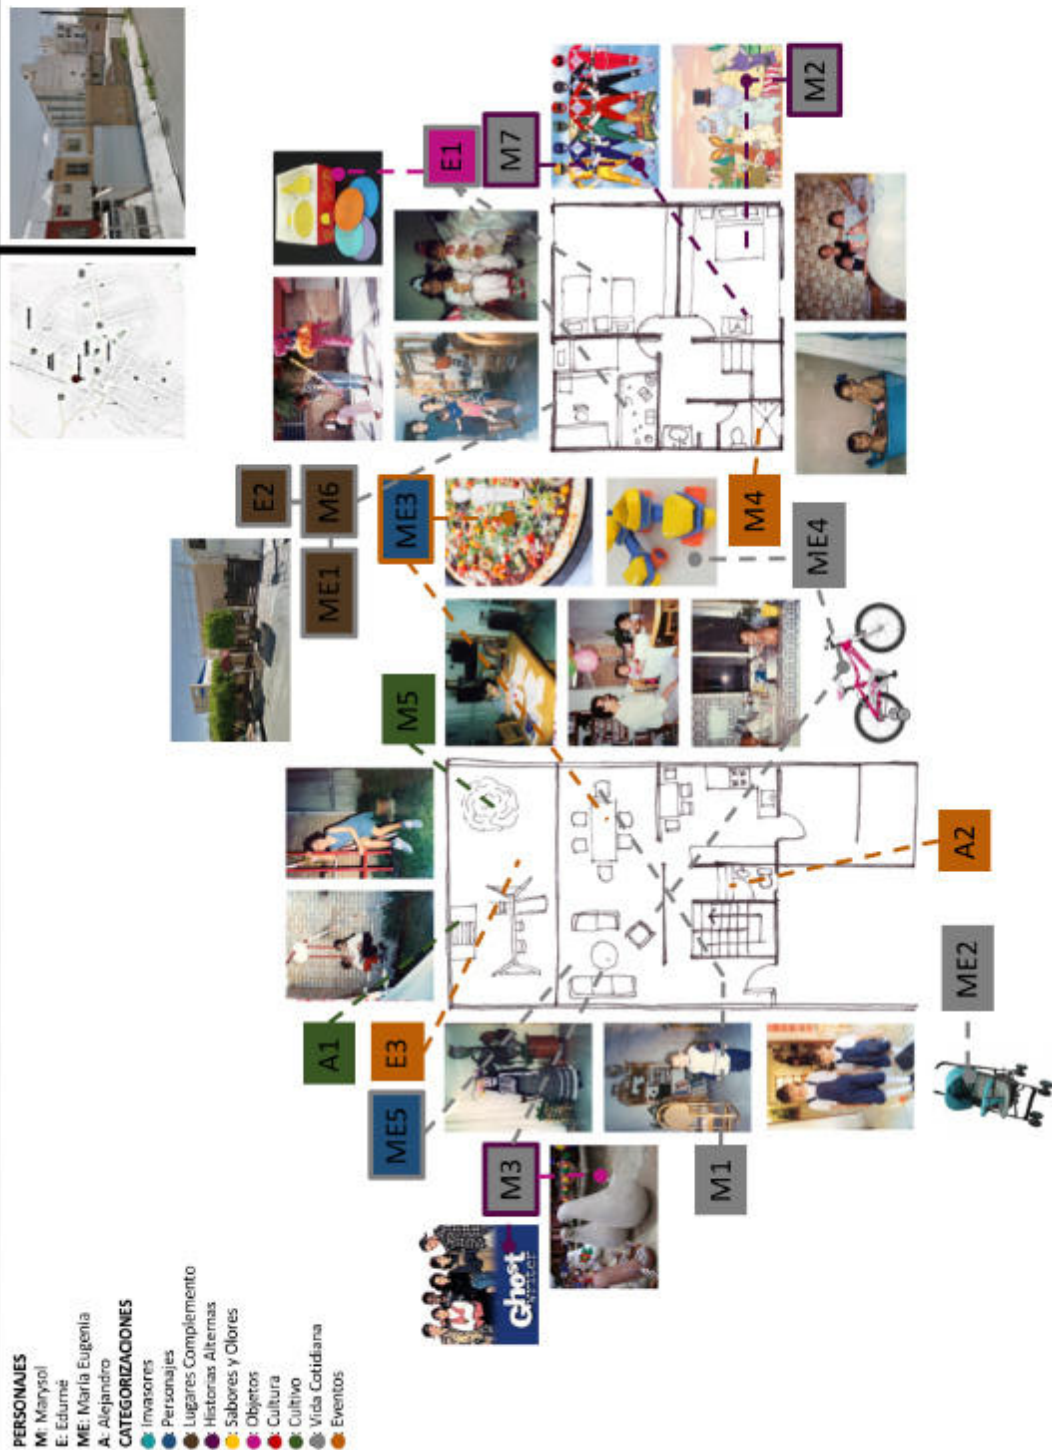 PERSONAJES
M: Marysol
E: Edurné
ME: María Eugenia
A: Alejandro
CATEGORIZACIONES
Invasores
Personajes
Lugares Complemento
Historias Alternas
Sabores y Olores
Objetos
Cultura
Cultivo
Vida Cotidiana
Eventos
Ghost
writer
M3
ME5
E3
A1
M1
ME2
A2
M5
ME1
M6
E2
ME3
ME4
M4
E1
M7
M2